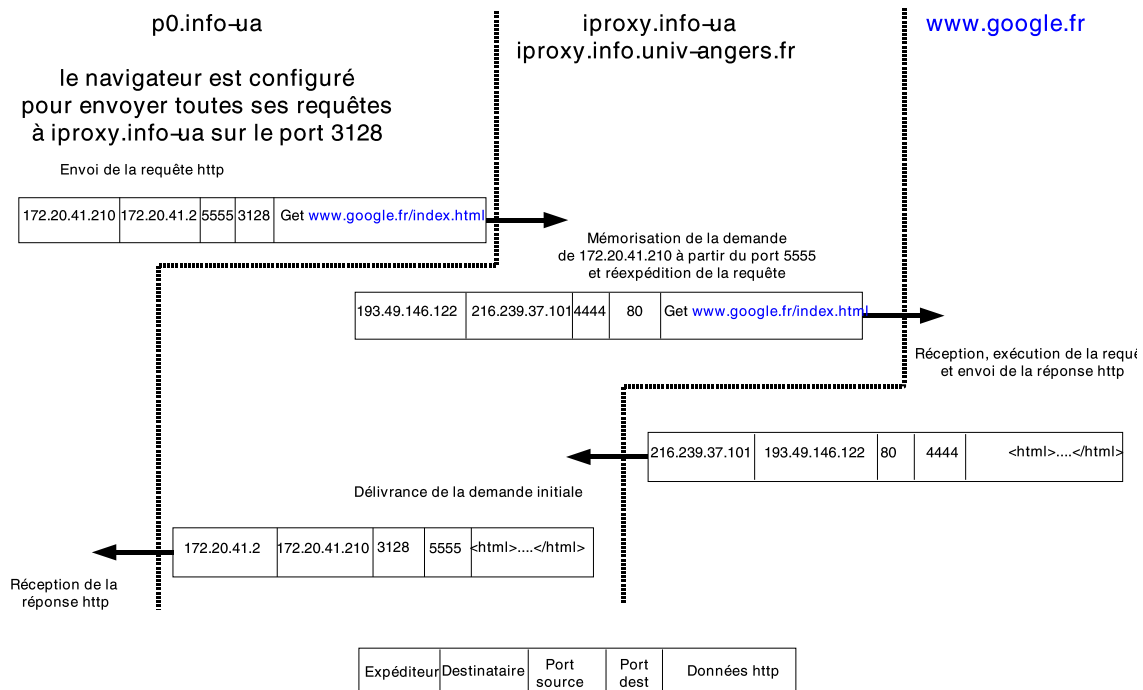 p0.info-ua
iproxy.info-ua
iproxy.info.univ-angers.fr
www.google.fr
le navigateur est configuré
pour envoyer toutes ses requêtes
à iproxy.info-ua sur le port 3128
Envoi de la requête http
172.20.41.210 172.20.41.2 5555 3128 Get www.google.fr/index.html
Mémorisation de la demande
de 172.20.41.210 à partir du port 5555
et réexpédition de la requête
193.49.146.122 216.239.37.101 4444 80 Get www.google.fr/index.html
Réception, exécution de la requê
et envoi de la réponse http
216.239.37.101 193.49.146.122 80 4444 <html>....</html>
Délivrance de la demande initiale
172.20.41.2 172.20.41.210 3128 5555 <html>....</html>
Réception de la
réponse http
Expéditeur Destinataire Port source Port dest Données http